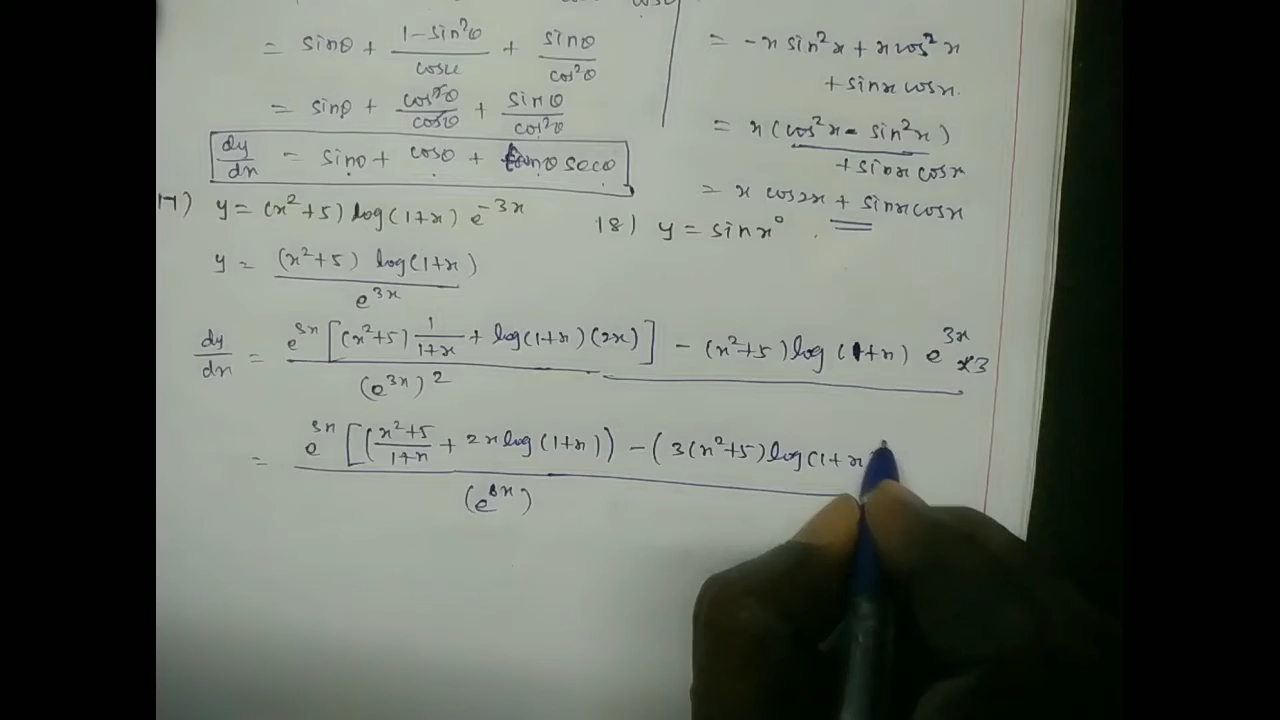 = sinθ + (1-sin²θ)/cosθ + sinθ/cos²θ
= sinθ + cos²θ/cosθ + sinθ/cos²θ
dy/dx = sinθ + cosθ + tanθ secθ
= -x sin²x + x cos²x
+ sinx cosx.
= x(cos²x - sin²x)
+ sinx cosx
= x cos2x + sinx cosx
17) y = (x²+5) log(1+x) e^-3x
y = (x²+5) log(1+x) / e^3x
dy/dx = e^3x [(x²+5) 1/(1+x) + log(1+x)(2x)] - (x²+5) log(1+x) e^3x x3 / (e^3x)²
= e^3x [((x²+5)/(1+x) + 2x log(1+x)) - (3(x²+5) log(1+x / (e^3x)
18) y = sinx°.